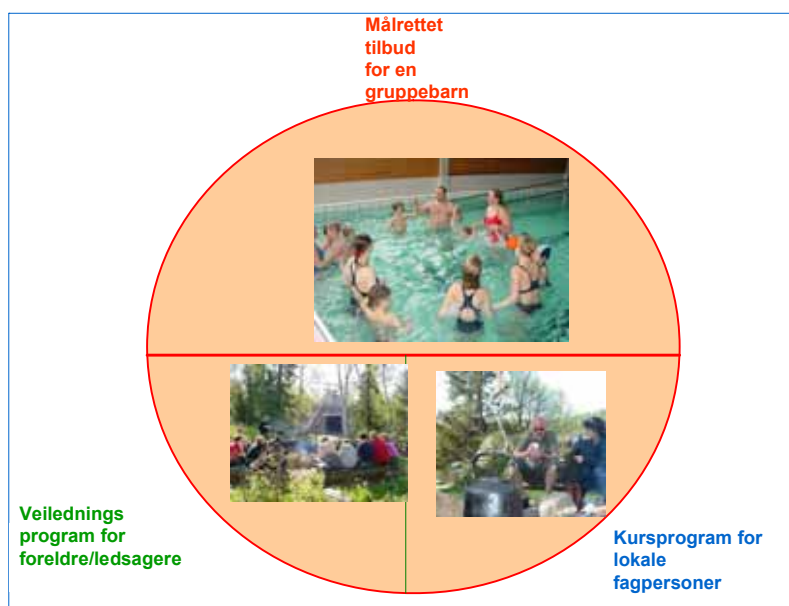 Målrettet
tilbud
for en
gruppebarn
Veilednings
program for
foreldre/ledsagere
Kursprogram for
lokale
fagpersoner